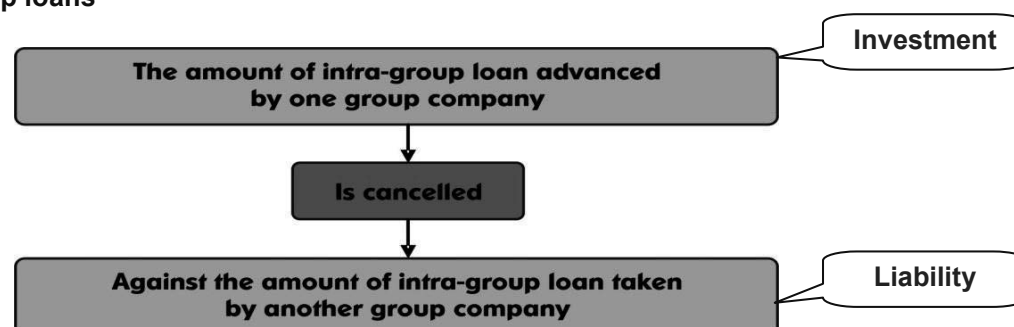 p loans
Investment
The amount of intra-group loan advanced
by one group company
Is cancelled
Against the amount of intra-group loan taken
by another group company
Liability